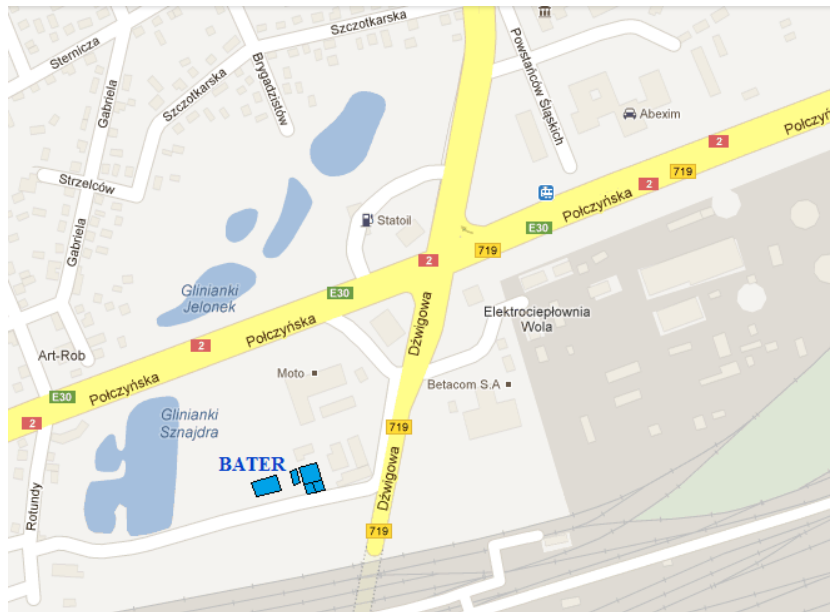 Szczotkarska
Sternicza
Brygadzistów
Powstańców Śląskich
Szczotkarska
Gabriela
Abexim
Połczyń
2
719
2
Strzelców
Połczyńska
Statoil
E30
Gabriela
719
2
Glinianki
Jelonek
E30
Elektrociepłownia
Wola
Połczyńska
Dźwigowa
2
Art-Rob
Moto
Betacom S.A
Połczyńska
E30
2
Glinianki
Sznajdra
719
BATER
Dźwigowa
Rotundy
719